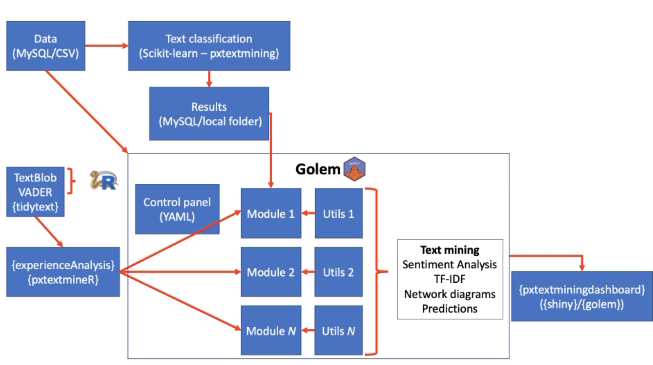 Data
(MySQL/CSV)
Text classification
(Scikit-learn – pxtextmining)
Results
(MySQL/local folder)
Golem
TextBlob
VADER
{tidytext}
R
Control panel
(YAML)
Module 1
Utils 1
{experienceAnalysis}
{pxtextmineR}
Module 2
Utils 2
Module N
Utils N
Text mining
Sentiment Analysis
TF-IDF
Network diagrams
Predictions
{pxtextminingdashboard}
({shiny}/{golem})